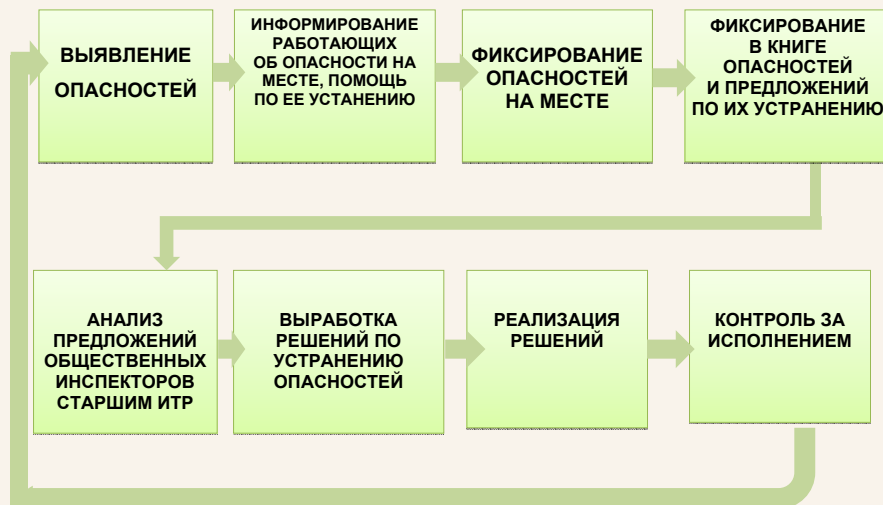 ВЫЯВЛЕНИЕ
ОПАСНОСТЕЙ
ИНФОРМИРОВАНИЕ
РАБОТАЮЩИХ
ОБ ОПАСНОСТИ НА
МЕСТЕ, ПОМОЩЬ
ПО ЕЕ УСТАНЕНИЮ
ФИКСИРОВАНИЕ
ОПАСНОСТЕЙ
НА МЕСТЕ
ФИКСИРОВАНИЕ
В КНИГЕ
ОПАСНОСТЕЙ
И ПРЕДЛОЖЕНИЙ
ПО ИХ УСТРАНЕНИЮ
АНАЛИЗ
ПРЕДЛОЖЕНИЙ
ОБЩЕСТВЕННЫХ
ИНСПЕКТОРОВ
СТАРШИМ ИТР
ВЫРАБОТКА
РЕШЕНИЙ ПО
УСТРАНЕНИЮ
ОПАСНОСТЕЙ
РЕАЛИЗАЦИЯ
РЕШЕНИЙ
КОНТРОЛЬ ЗА
ИСПОЛНЕНИЕМ